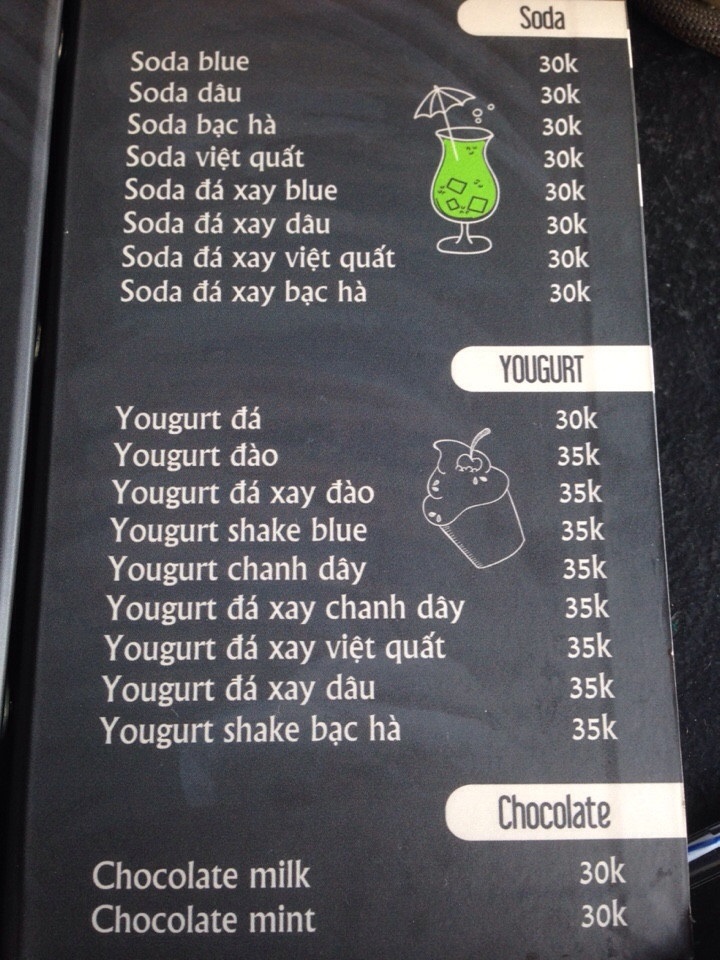 Soda
Soda blue 30k
Soda dâu 30k
Soda bạc hà 30k
Soda việt quất 30k
Soda đá xay blue 30k
Soda đá xay dâu 30k
Soda đá xay việt quất 30k
Soda đá xay bạc hà 30k
YOUGURT
Yougurt đá 30k
Yougurt đào 35k
Yougurt đá xay đào 35k
Yougurt shake blue 35k
Yougurt chanh dây 35k
Yougurt đá xay chanh dây 35k
Yougurt đá xay việt quất 35k
Yougurt đá xay dâu 35k
Yougurt shake bạc hà 35k
Chocolate
Chocolate milk 30k
Chocolate mint 30k